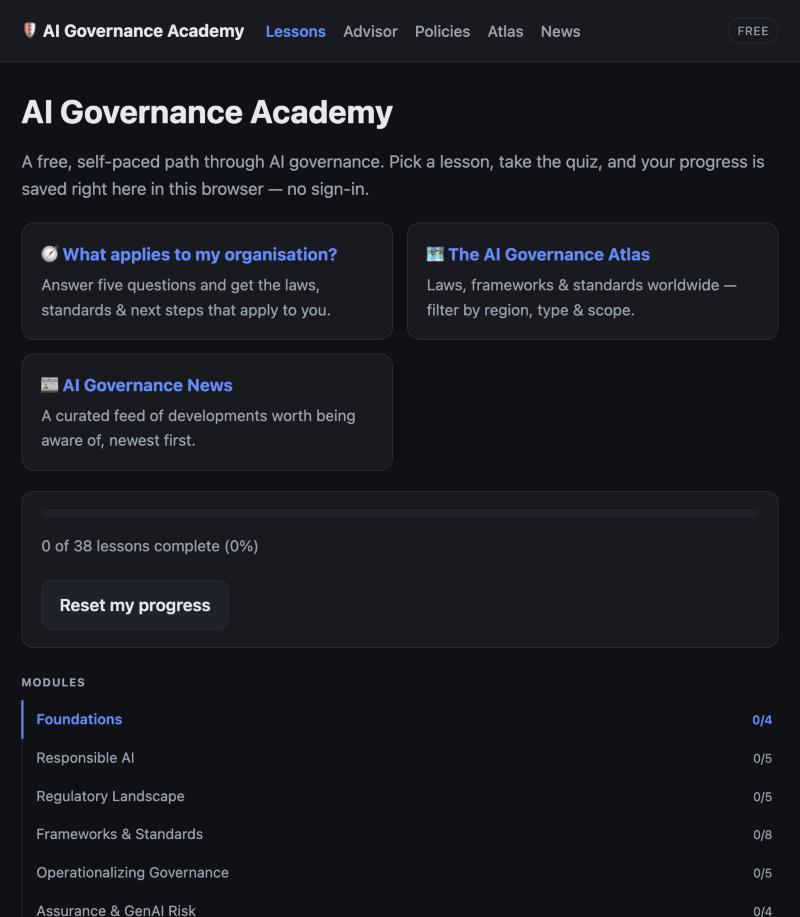 AI Governance Academy
Lessons
Advisor
Policies
Atlas
News
FREE
AI Governance Academy
A free, self-paced path through AI governance. Pick a lesson, take the quiz, and your progress is
saved right here in this browser — no sign-in.
What applies to my organisation?
Answer five questions and get the laws,
standards & next steps that apply to you.
The AI Governance Atlas
Laws, frameworks & standards worldwide —
filter by region, type & scope.
AI Governance News
A curated feed of developments worth being
aware of, newest first.
0 of 38 lessons complete (0%)
Reset my progress
MODULES
Foundations 0/4
Responsible AI 0/5
Regulatory Landscape 0/5
Frameworks & Standards 0/8
Operationalizing Governance 0/5
Assurance & GenAI Risk 0/4